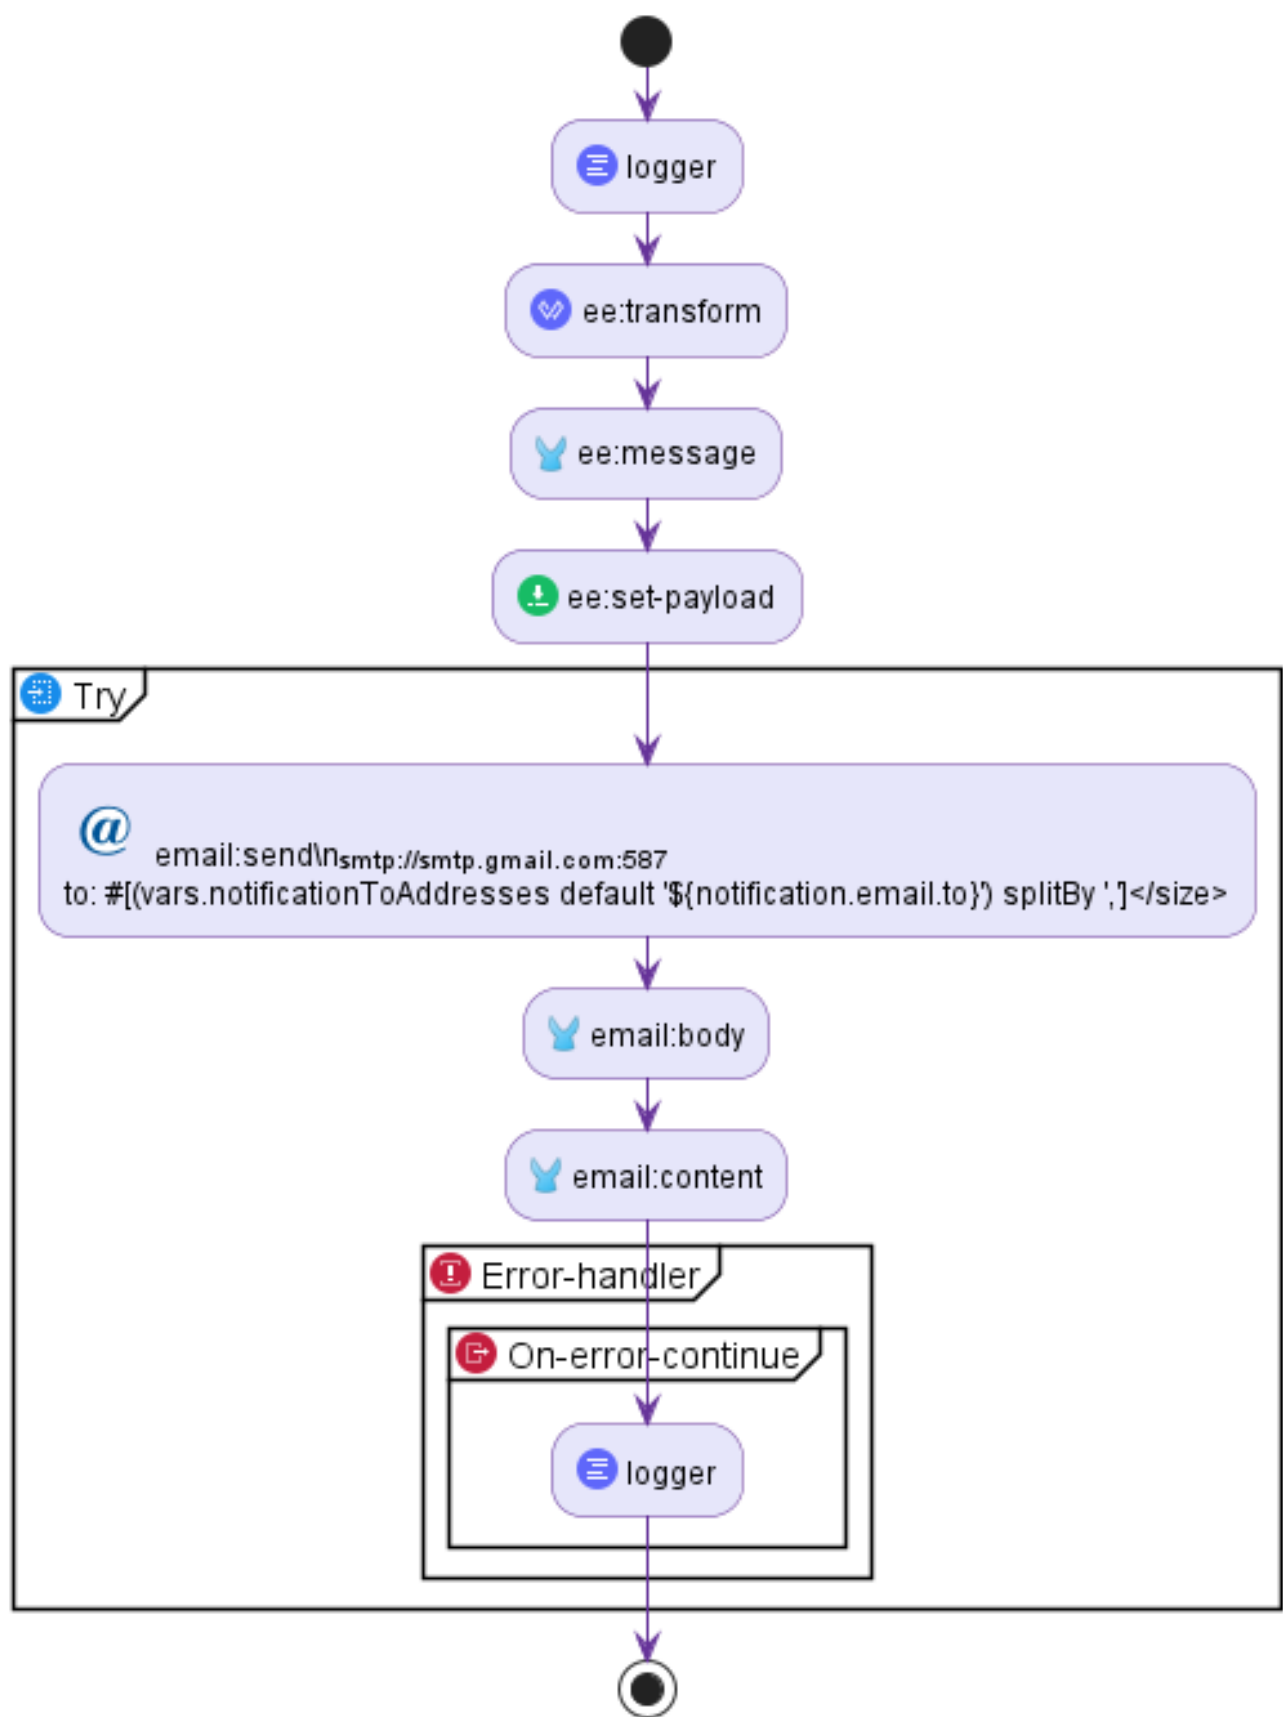 logger
ee:transform
ee:message
ee:set-payload
Try
@
email:send\nsmtp://smtp.gmail.com:587
to: #[(vars.notificationToAddresses default '${notification.email.to}') splitBy ',']</size>
email:body
email:content
Error-handler
On-error-continue
logger